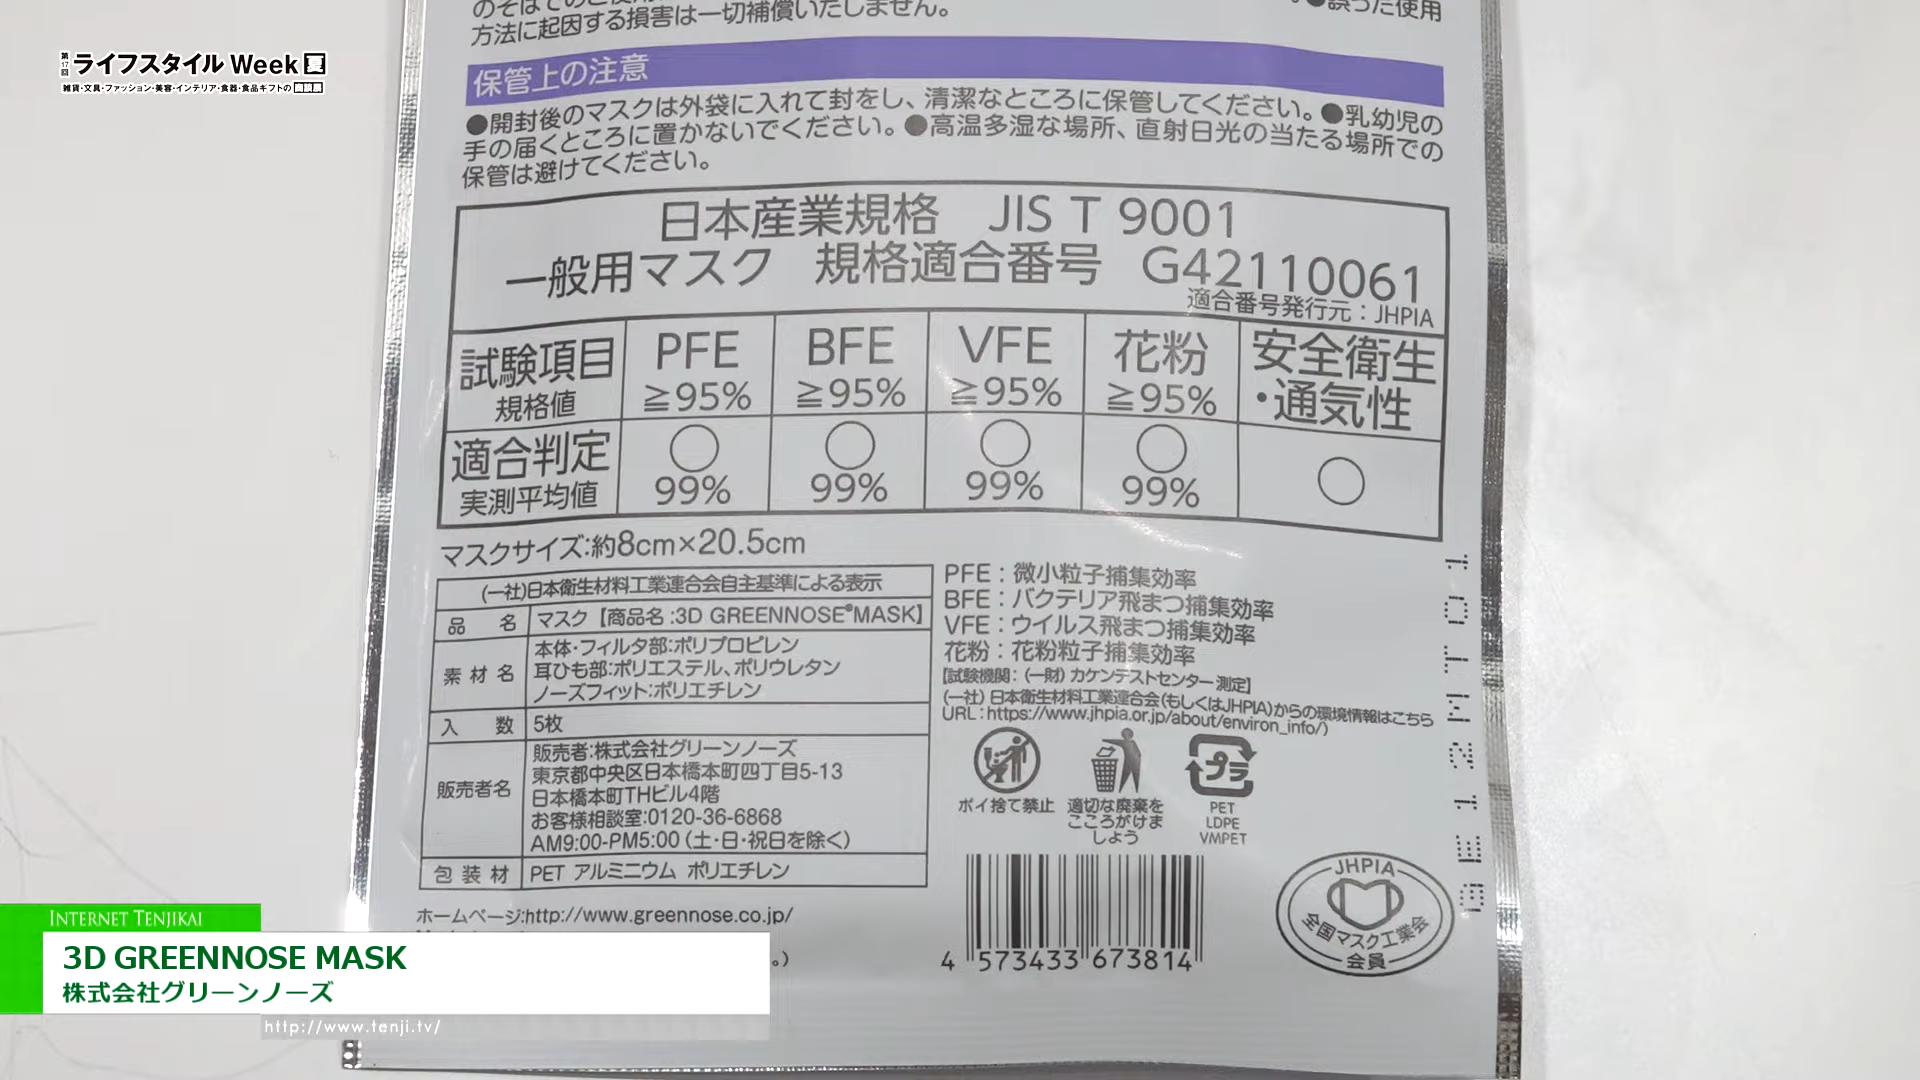 第17回 ライフスタイル Week 夏
雑貨・文具・ファッション・美容・インテリア・食器・食品ギフトの商談展
方法に起因する損害は一切補償いたしません。
●誤った使用
保管上の注意
●開封後のマスクは外袋に入れて封をし、清潔なところに保管してください。●乳幼児の
手の届くところに置かないでください。●高温多湿な場所、直射日光の当たる場所での
保管は避けてください。
日本産業規格 JIS T 9001
一般用マスク 規格適合番号 G42110061
適合番号発行元:JHPIA
試験項目 規格値
PFE ≧95%
BFE ≧95%
VFE ≧95%
花粉 ≧95%
安全衛生・通気性
適合判定 実測平均値
○ 99%
○ 99%
○ 99%
○ 99%
○
マスクサイズ:約8cm×20.5cm
(一社)日本衛生材料工業連合会自主基準による表示
品名 マスク【商品名:3D GREENNOSE®MASK】
素材名 本体・フィルタ部:ポリプロピレン
耳ひも部:ポリエステル、ポリウレタン
ノーズフィット:ポリエチレン
入数 5枚
販売者名 販売者:株式会社グリーンノーズ
東京都中央区日本橋本町四丁目5-13
日本橋本町THビル4階
お客様相談室:0120-36-6868
AM9:00-PM5:00(土・日・祝日を除く)
包装材 PET アルミニウム ポリエチレン
ホームページ:http://www.greennose.co.jp/
。)
PFE:微小粒子捕集効率
BFE:バクテリア飛まつ捕集効率
VFE:ウイルス飛まつ捕集効率
花粉:花粉粒子捕集効率
【試験機関:(一財)カケンテストセンター測定】
(一社)日本衛生材料工業連合会(もしくはJHPIA)からの環境情報はこちら
URL:https://www.jhpia.or.jp/about/environ_info/)
ポイ捨て禁止
適切な廃棄を
こころがけま
しよう
プラ
PET
LDPE
VMPET
4 573433 673814
JHPIA
全国マスク工業会
会員
INTERNET TENJIKAI
3D GREENNOSE MASK
株式会社グリーンノーズ
http://www.tenji.tv/